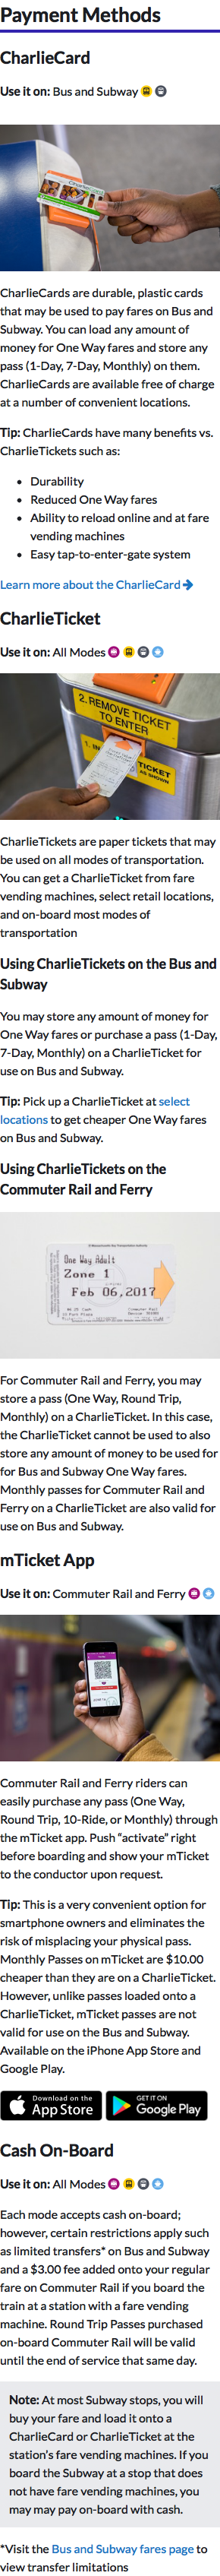 Payment Methods
CharlieCard
Use it on: Bus and Subway
CharlieCard
CharlieCards are durable, plastic cards
that may be used to pay fares on Bus and
Subway. You can load any amount of
money for One Way fares and store any
pass (1-Day, 7-Day, Monthly) on them.
CharlieCards are available free of charge
at a number of convenient locations.
Tip: CharlieCards have many benefits vs.
CharlieTickets such as:
Durability
Reduced One Way fares
Ability to reload online and at fare
vending machines
Easy tap-to-enter-gate system
Learn more about the CharlieCard
CharlieTicket
Use it on: All Modes
2. REMOVE TICKET
TO ENTER
1. IN
TICKET
AS SHOWN
CharlieTickets are paper tickets that may
be used on all modes of transportation.
You can get a CharlieTicket from fare
vending machines, select retail locations,
and on-board most modes of
transportation
Using CharlieTickets on the Bus and
Subway
You may store any amount of money for
One Way fares or purchase a pass (1-Day,
7-Day, Monthly) on a CharlieTicket for
use on Bus and Subway.
Tip: Pick up a CharlieTicket at select
locations to get cheaper One Way fares
on Bus and Subway.
Using CharlieTickets on the
Commuter Rail and Ferry
One Way Adult
Zone 1
Feb 06,2017
For Commuter Rail and Ferry, you may
store a pass (One Way, Round Trip,
Monthly) on a CharlieTicket. In this case,
the CharlieTicket cannot be used to also
store any amount of money to be used for
for Bus and Subway One Way fares.
Monthly passes for Commuter Rail and
Ferry on a CharlieTicket are also valid for
use on Bus and Subway.
mTicket App
Use it on: Commuter Rail and Ferry
Commuter Rail and Ferry riders can
easily purchase any pass (One Way,
Round Trip, 10-Ride, or Monthly) through
the mTicket app. Push “activate” right
before boarding and show your mTicket
to the conductor upon request.
Tip: This is a very convenient option for
smartphone owners and eliminates the
risk of misplacing your physical pass.
Monthly Passes on mTicket are $10.00
cheaper than they are on a CharlieTicket.
However, unlike passes loaded onto a
CharlieTicket, mTicket passes are not
valid for use on the Bus and Subway.
Available on the iPhone App Store and
Google Play.
Download on the
App Store
GET IT ON
Google Play
Cash On-Board
Use it on: All Modes
Each mode accepts cash on-board;
however, certain restrictions apply such
as limited transfers* on Bus and Subway
and a $3.00 fee added onto your regular
fare on Commuter Rail if you board the
train at a station with a fare vending
machine. Round Trip Passes purchased
on-board Commuter Rail will be valid
until the end of service that same day.
Note: At most Subway stops, you will
buy your fare and load it onto a
CharlieCard or CharlieTicket at the
station’s fare vending machines. If you
board the Subway at a stop that does
not have fare vending machines, you
may may pay on-board with cash.
*Visit the Bus and Subway fares page to
view transfer limitations